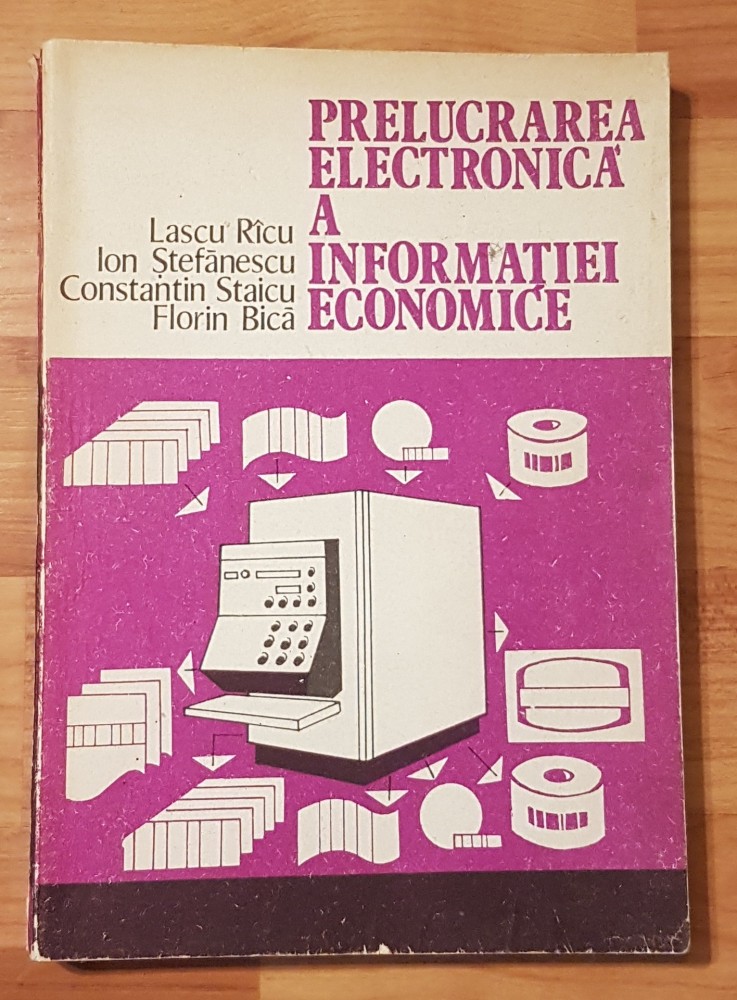 PRELUCRAREA
ELECTRONICĂ
A
INFORMAȚIEI
ECONOMICE
Lascu Rîcu
Ion Ștefănescu
Constantin Staicu
Florin Bică